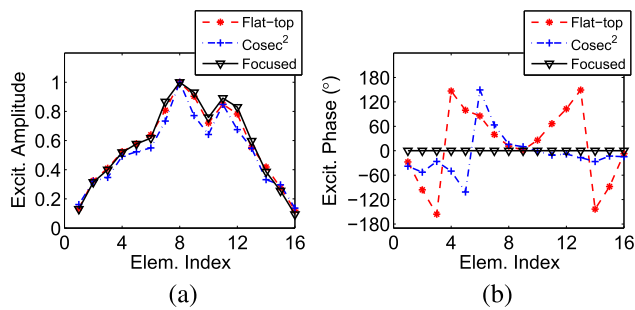 Flat−top
Cosec2
Focused
Excit. Amplitude
1
0.8
0.6
0.4
0.2
0
0 4 8 12 16
Elem. Index
(a)
Flat−top
Cosec2
Focused
Excit. Phase (°)
180
120
60
0
−60
−120
−180
0 4 8 12 16
Elem. Index
(b)